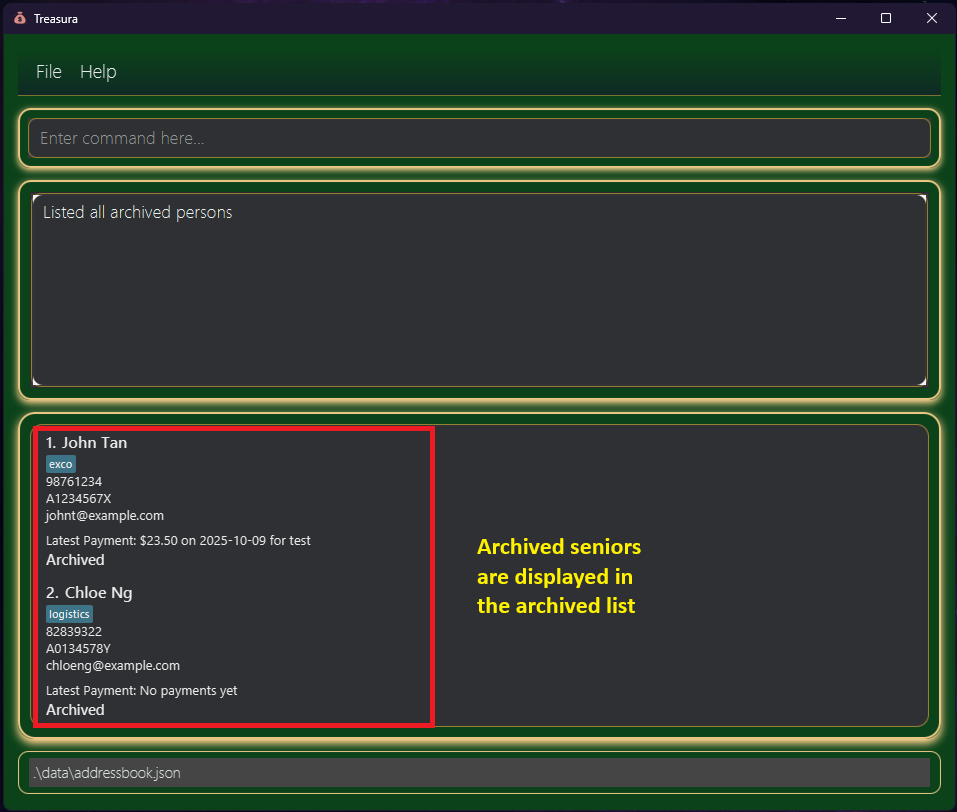 Treasura
File Help
Enter command here...
Listed all archived persons
1. John Tan
exco
98761234
A1234567X
johnt@example.com
Latest Payment: $23.50 on 2025-10-09 for test
Archived
2. Chloe Ng
logistics
82839322
A0134578Y
chloeng@example.com
Latest Payment: No payments yet
Archived
Archived seniors
are displayed in
the archived list
.\data\addressbook.json